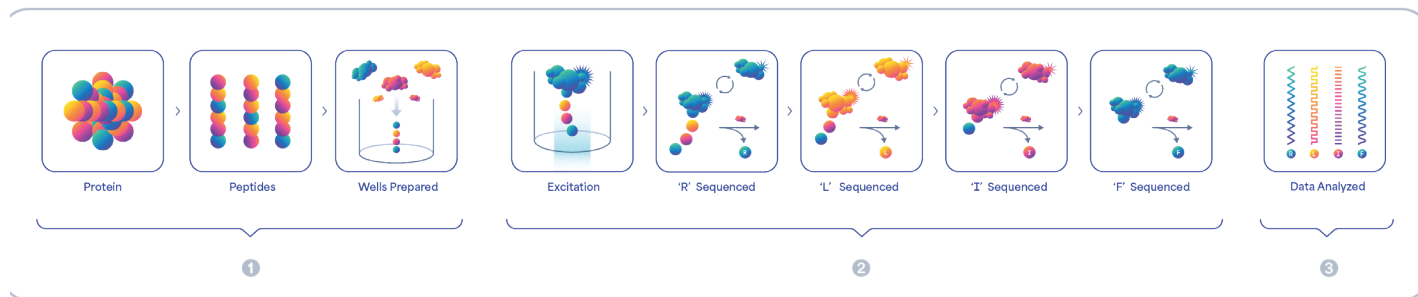 R
L
I
F
R L I F
Protein
Peptides
Wells Prepared
Excitation
'R' Sequenced
'L' Sequenced
'I' Sequenced
'F' Sequenced
Data Analyzed
1
2
3